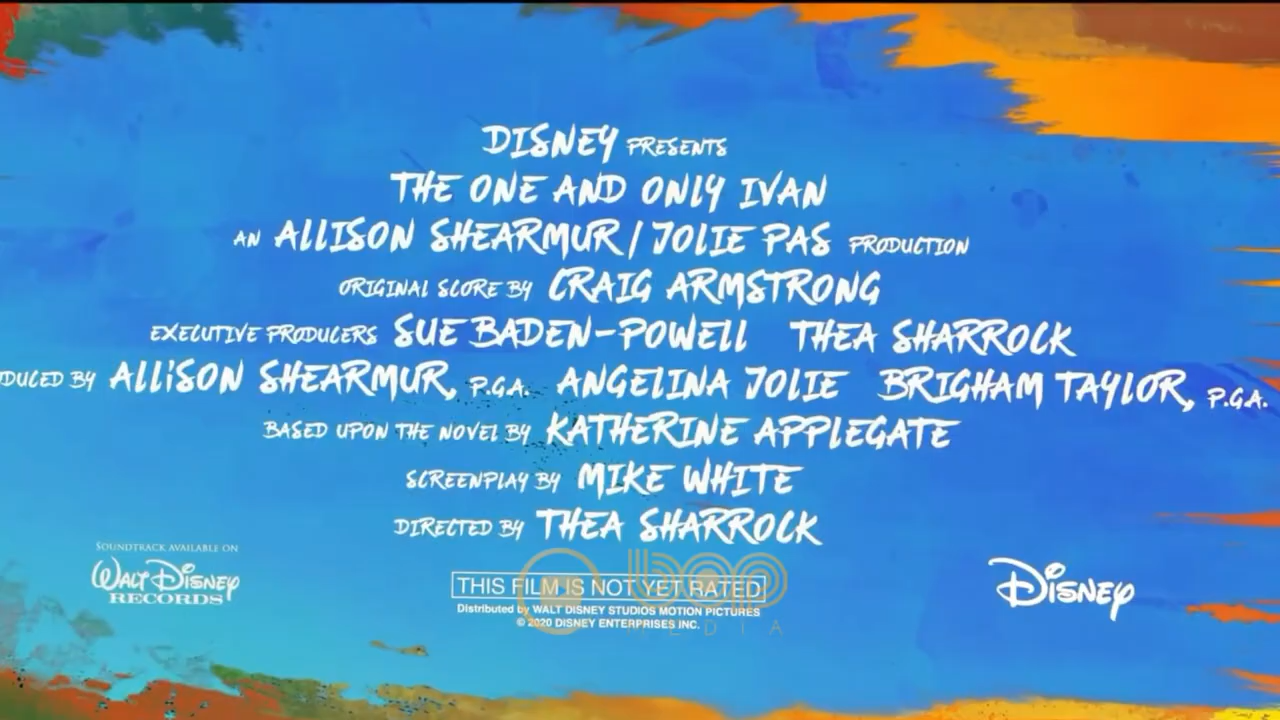 DISNEY PRESENTS
THE ONE AND ONLY IVAN
AN ALLISON SHEARMUR / JOLIE PAS PRODUCTION
ORIGINAL SCORE BY CRAIG ARMSTRONG
EXECUTIVE PRODUCERS SUE BADEN-POWELL THEA SHARROCK
ODUCED BY ALLISON SHEARMUR, P.G.A. ANGELINA JOLIE BRIGHAM TAYLOR, P.G.A.
BASED UPON THE NOVEL BY KATHERINE APPLEGATE
SCREENPLAY BY MIKE WHITE
DIRECTED BY THEA SHARROCK
SOUNDTRACK AVAILABLE ON
WALT DISNEY
RECORDS
THIS FILM IS NOT YET RATED
Distributed by WALT DISNEY STUDIOS MOTION PICTURES
© 2020 DISNEY ENTERPRISES INC.
bap
MEDIA
DISNEY